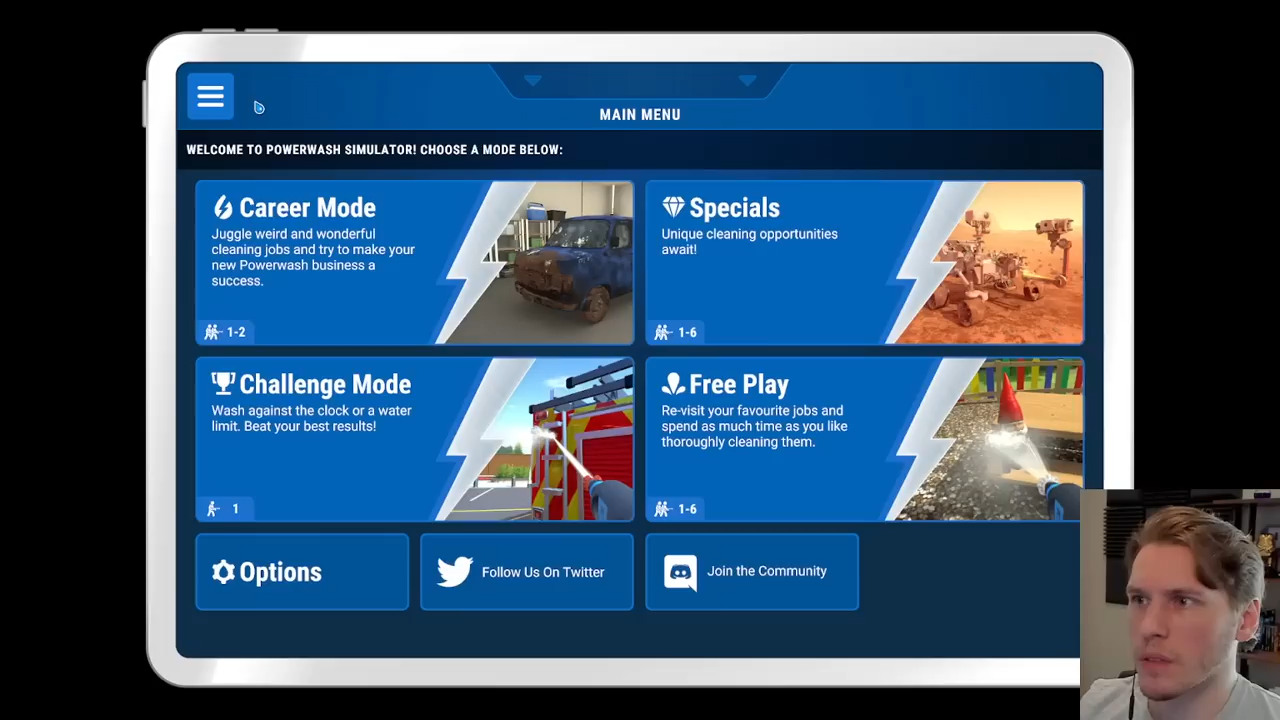 MAIN MENU
WELCOME TO POWERWASH SIMULATOR! CHOOSE A MODE BELOW:
Career Mode
Juggle weird and wonderful
cleaning jobs and try to make your
new Powerwash business a
success.
1-2
Specials
Unique cleaning opportunities
await!
1-6
Challenge Mode
Wash against the clock or a water
limit. Beat your best results!
1
Free Play
Re-visit your favourite jobs and
spend as much time as you like
thoroughly cleaning them.
1-6
Options
Follow Us On Twitter
Join the Community